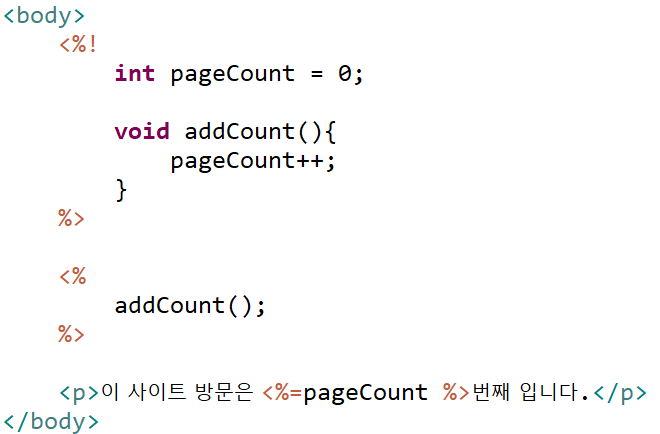 <body>
<%!
int pageCount = 0;
void addCount(){
pageCount++;
}
%>
<%
addCount();
%>
<p>이 사이트 방문은 <%=pageCount %>번째 입니다.</p>
</body>